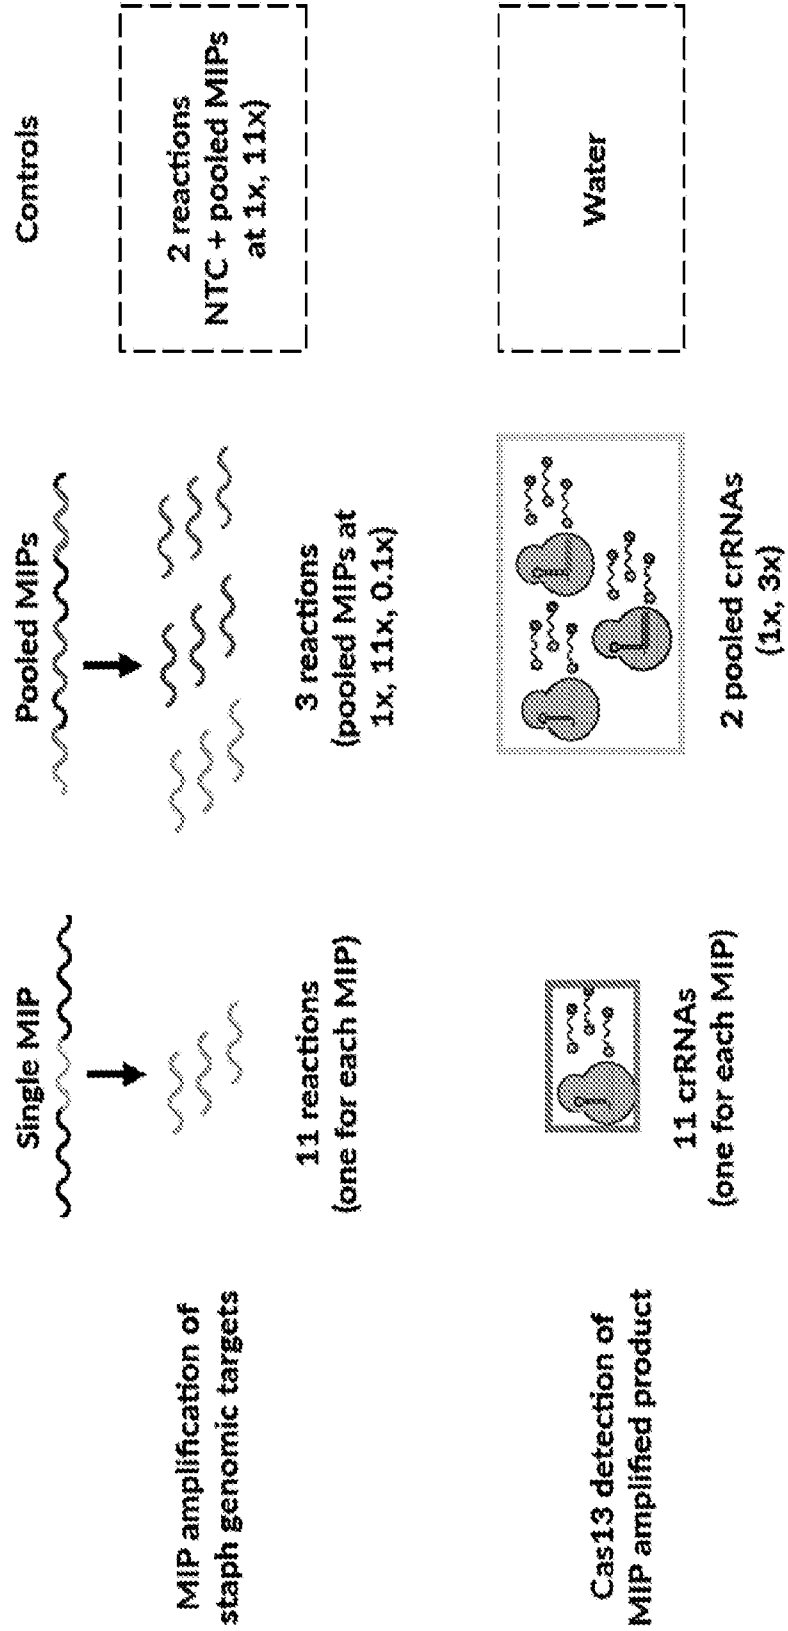 Single MIP
Pooled MIPs
Controls
MIP amplification of
staph genomic targets
11 reactions
(one for each MIP)
3 reactions
(pooled MIPs at
1x, 11x, 0.1x)
2 reactions
NTC + pooled MIPs
at 1x, 11x)
Cas13 detection of
MIP amplified product
11 crRNAs
(one for each MIP)
2 pooled crRNAs
(1x, 3x)
Water